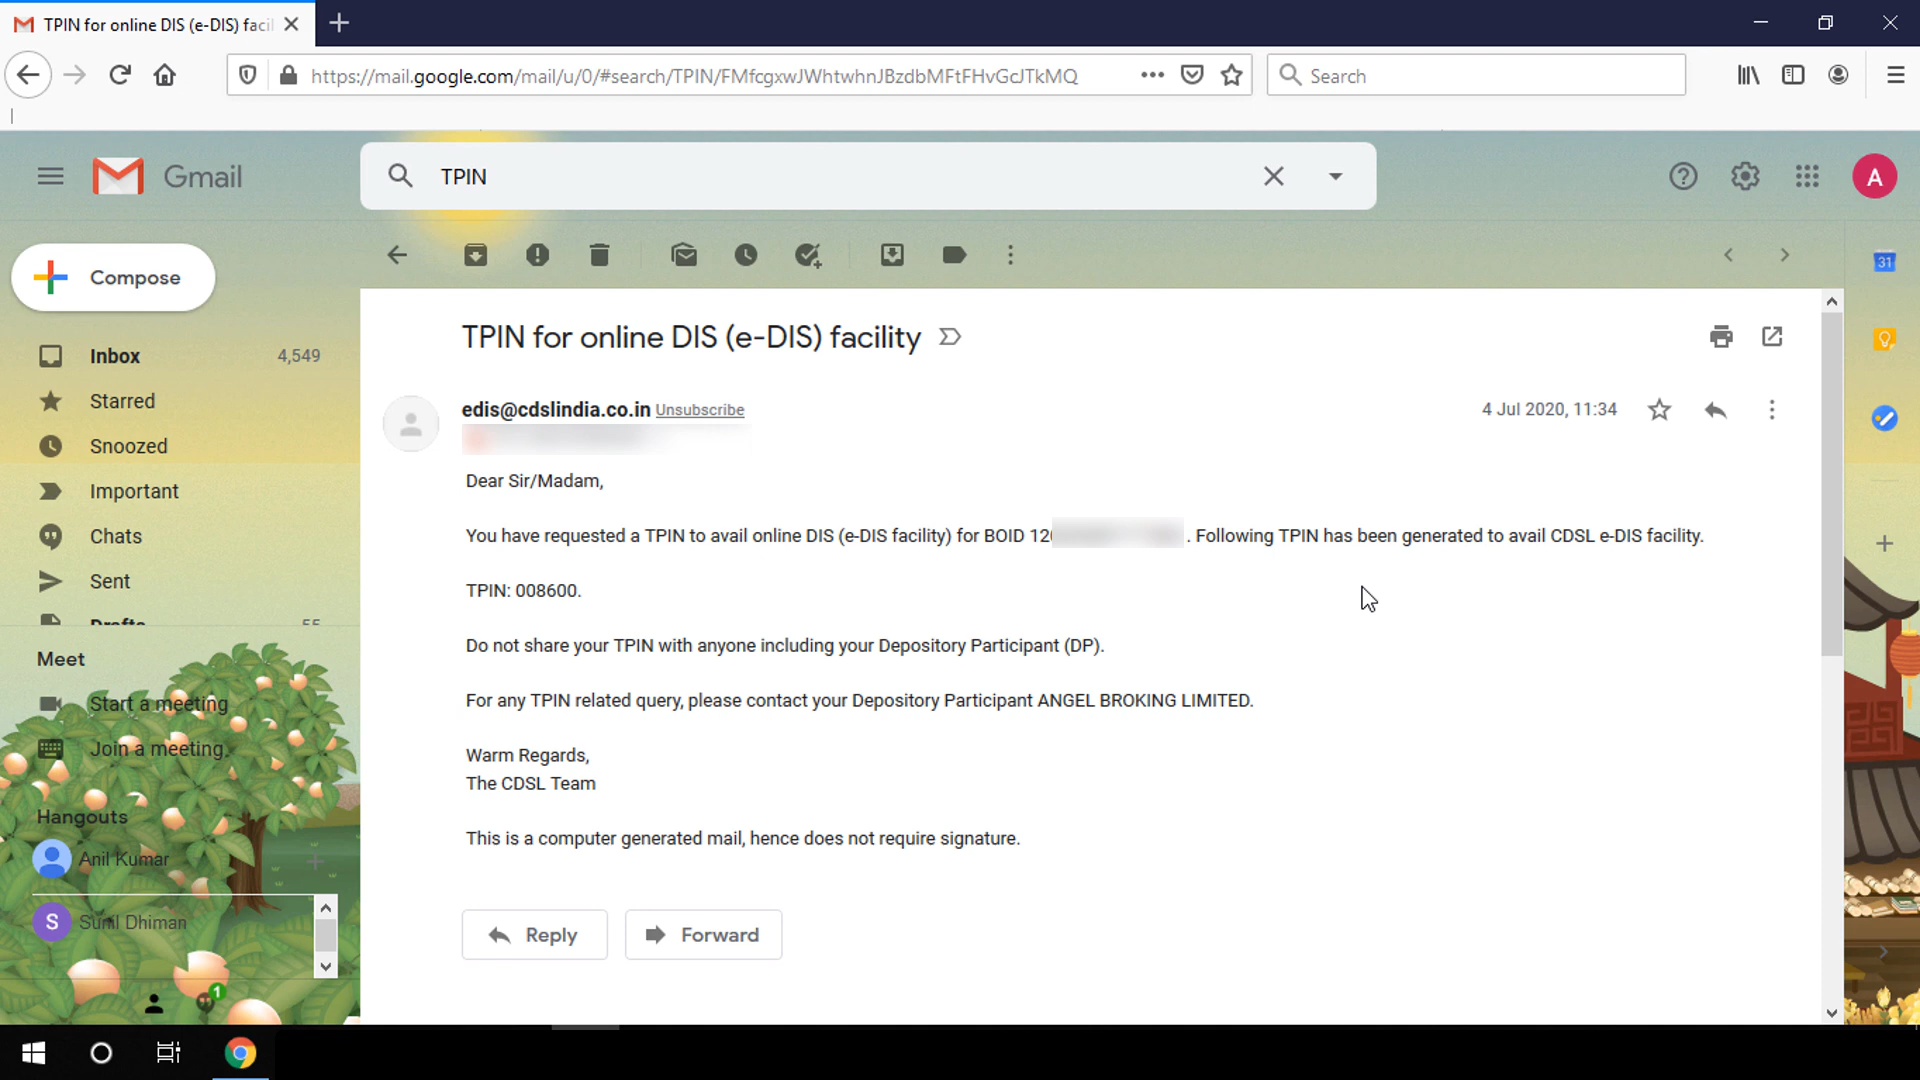 TPIN for online DIS (e-DIS) faci
https://mail.google.com/mail/u/0/#search/TPIN/FMfcgxwJWhtwhnJBzdbMFtFHvGcJTkMQ
Search
Gmail
TPIN
A
Compose
31
TPIN for online DIS (e-DIS) facility
Inbox 4,549
Starred
edis@cdslindia.co.in Unsubscribe
4 Jul 2020, 11:34
Snoozed
Dear Sir/Madam,
Important
You have requested a TPIN to avail online DIS (e-DIS facility) for BOID 12 . Following TPIN has been generated to avail CDSL e-DIS facility.
Chats
Sent
TPIN: 008600.
Drafts 55
Do not share your TPIN with anyone including your Depository Participant (DP).
Meet
Start a meeting
For any TPIN related query, please contact your Depository Participant ANGEL BROKING LIMITED.
Join a meeting
Warm Regards,
The CDSL Team
Hangouts
This is a computer generated mail, hence does not require signature.
Anil Kumar
S Sunil Dhiman
Reply
Forward
1